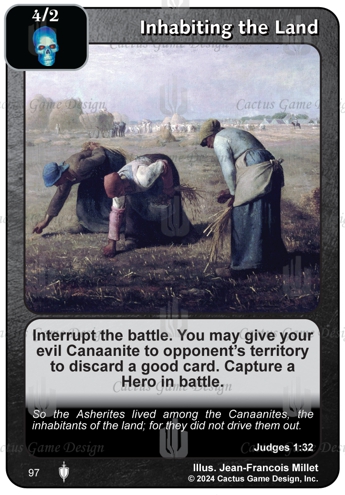 4/2
Inhabiting the Land
Interrupt the battle. You may give your
evil Canaanite to opponent's territory
to discard a good card. Capture a
Hero in battle.
So the Asherites lived among the Canaanites, the
inhabitants of the land; for they did not drive them out.
Judges 1:32
97
Illus. Jean-Francois Millet
© 2024 Cactus Game Design, Inc.
Cactus Game Design